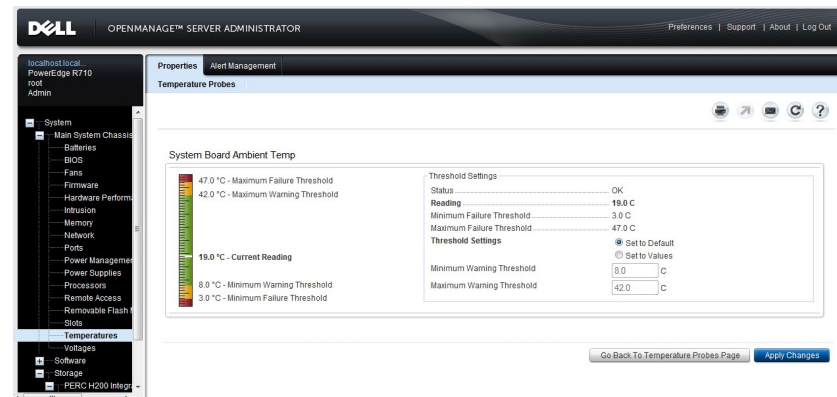 DELL OPENMANAGE™ SERVER ADMINISTRATOR
Preferences | Support | About | Log Out
localhost.local...
PowerEdge R710
root
Admin
Properties Alert Management
Temperature Probes
System
Main System Chassis
Batteries
BIOS
Fans
Firmware
Hardware Performa
Intrusion
Memory
Network
Ports
Power Managemen
Power Supplies
Processors
Remote Access
Removable Flash M
Slots
Temperatures
Voltages
Software
Storage
PERC H200 Integr
System Board Ambient Temp
47.0 °C - Maximum Failure Threshold
42.0 °C - Maximum Warning Threshold
19.0 °C - Current Reading
8.0 °C - Minimum Warning Threshold
3.0 °C - Minimum Failure Threshold
Threshold Settings
Status OK
Reading 19.0 C
Minimum Failure Threshold 3.0 C
Maximum Failure Threshold 47.0 C
Threshold Settings Set to Default
Set to Values
Minimum Warning Threshold 8.0 C
Maximum Warning Threshold 42.0 C
Go Back To Temperature Probes Page Apply Changes